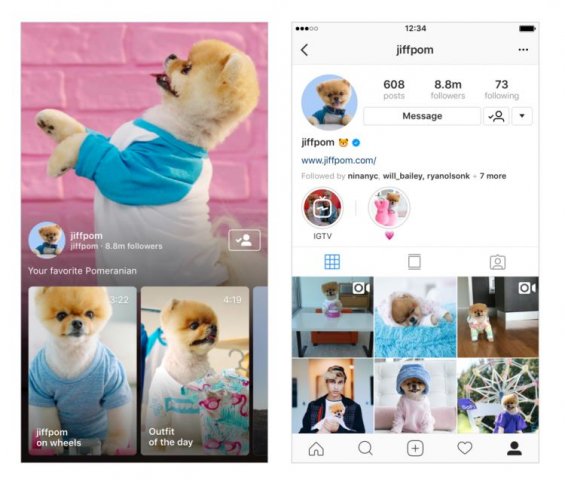 jiffpom
jiffpom · 8.8m followers
Your favorite Pomeranian
3:22
4:19
jiffpom
on wheels
Outfit
of the day
12:34
jiffpom
608
8.8m
73
posts
followers
following
Message
jiffpom
www.jiffpom.com/
Followed by ninanyc, will_bailey, ryanolsonk + 7 more
IGTV